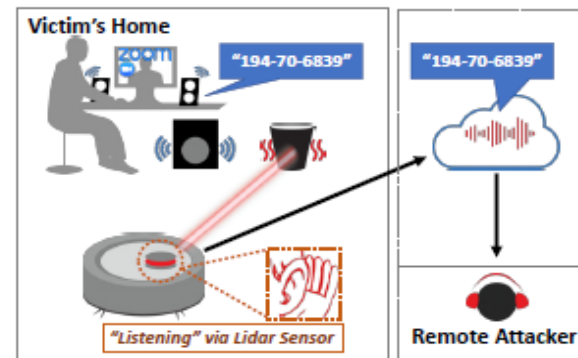 Victim's Home
zoom
"194-70-6839"
"194-70-6839"
"Listening" via Lidar Sensor
Remote Attacker